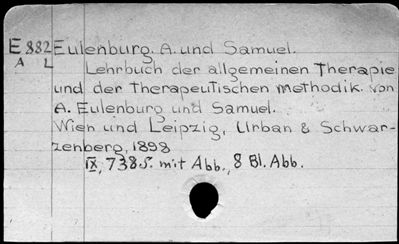 E 882 Eulenburg. A. und Samuel.
A L Lehrbuch der allgemeinen Therapie
und der Therapeutischen Methodik. von
A. Eulenburg und Samuel.
Wien und Leipzig, Urban & Schwar-
zenberg, 1898
IX, 738 S. mit Abb., 8 Bl. Abb.